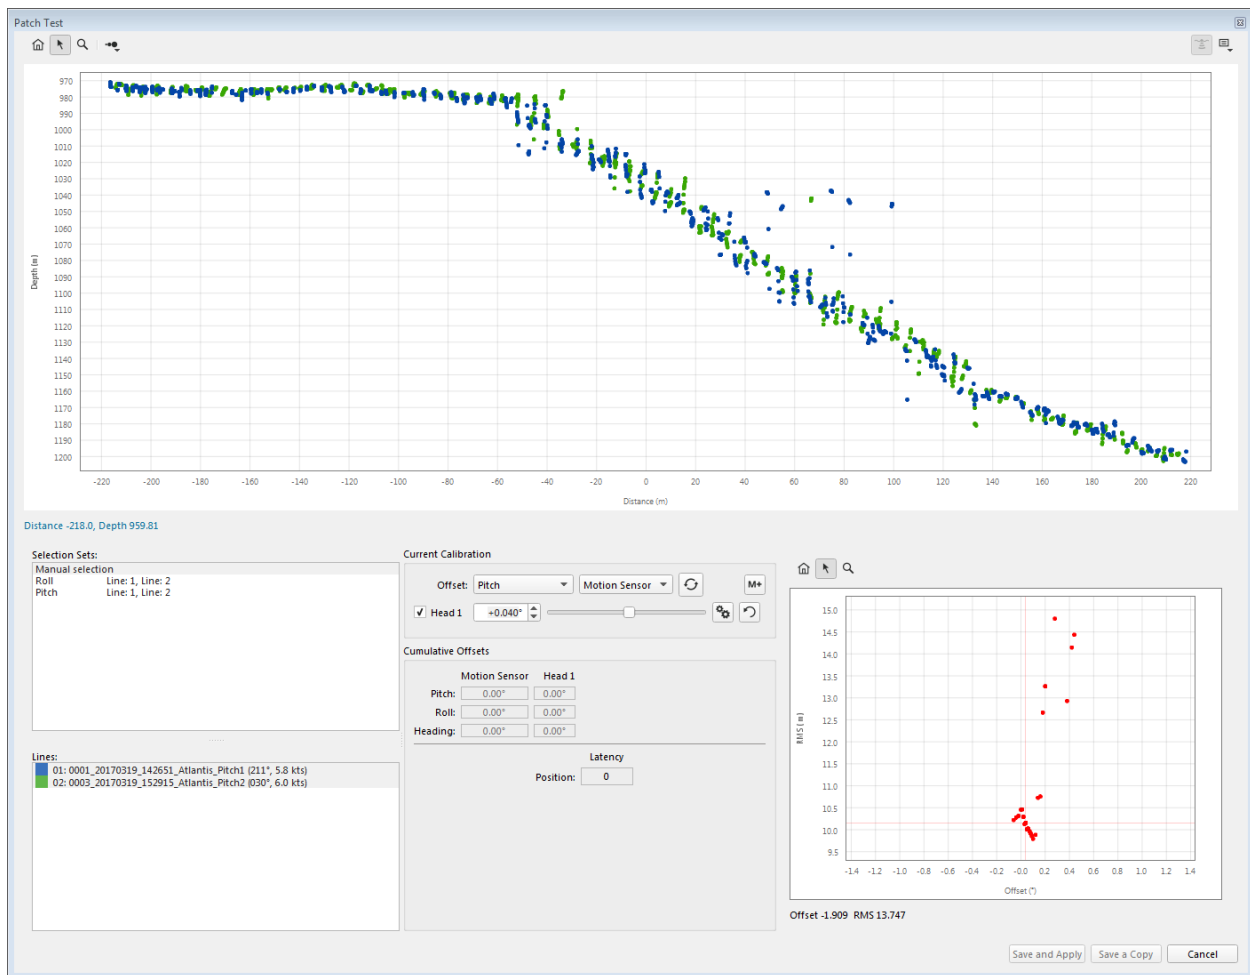 Patch Test
970
980
990
1000
1010
1020
1030
1040
1050
1060
1070
1080
1090
1100
1110
1120
1130
1140
1150
1160
1170
1180
1190
1200
Depth (m)
-220 -200 -180 -160 -140 -120 -100 -80 -60 -40 -20 0 20 40 60 80 100 120 140 160 180 200 220
Distance (m)
Distance -218.0, Depth 959.81
Selection Sets:
Manual selection
Roll Line: 1, Line: 2
Pitch Line: 1, Line: 2
Lines:
01: 0001_20170319_142651_Atlantis_Pitch1 (211°, 5.8 kts)
02: 0003_20170319_152915_Atlantis_Pitch2 (030°, 6.0 kts)
Current Calibration
Offset: Pitch Motion Sensor M+
Head 1 +0.040°
Cumulative Offsets
Motion Sensor Head 1
Pitch: 0.00° 0.00°
Roll: 0.00° 0.00°
Heading: 0.00° 0.00°
Latency
Position: 0
15.0
14.5
14.0
13.5
13.0
12.5
12.0
11.5
11.0
10.5
10.0
9.5
RMS (m)
-1.4 -1.2 -1.0 -0.8 -0.6 -0.4 -0.2 -0.0 0.2 0.4 0.6 0.8 1.0 1.2 1.4
Offset (°)
Offset -1.909 RMS 13.747
Save and Apply Save a Copy Cancel